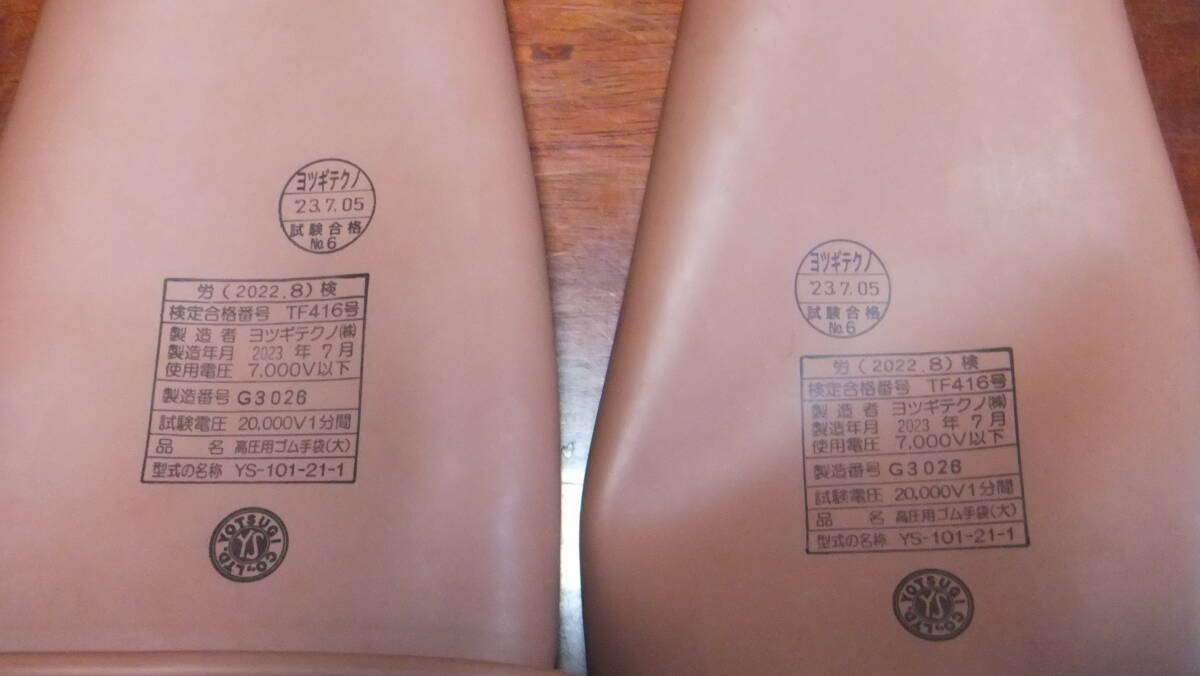 ヨツギテクノ
'23.7.05
試験合格
No.6
労(2022.8)検
検定合格番号 TF416号
製造者 ヨツギテクノ㈱
製造年月 2023年7月
使用電圧 7,000V以下
製造番号 G3026
試験電圧 20,000V1分間
品名 高圧用ゴム手袋(大)
型式の名称 YS-101-21-1
YOTSUGI CO.,LTD.
YS
ヨツギテクノ
'23.7.05
試験合格
No.6
労(2022.8)検
検定合格番号 TF416号
製造者 ヨツギテクノ㈱
製造年月 2023年7月
使用電圧 7,000V以下
製造番号 G3026
試験電圧 20,000V1分間
品名 高圧用ゴム手袋(大)
型式の名称 YS-101-21-1
YOTSUGI CO.,LTD.
YS